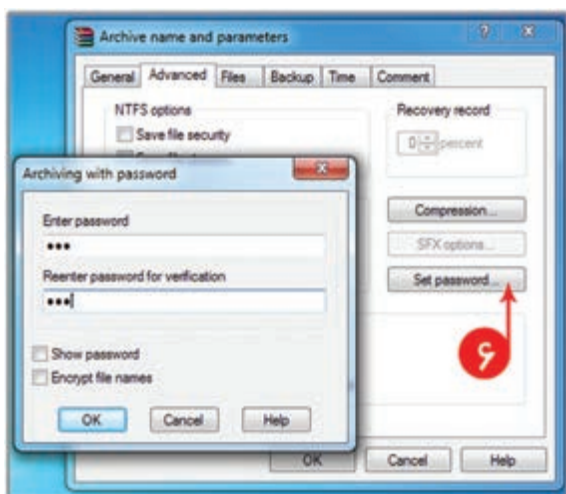 Archive name and parameters
General Advanced Files Backup Time Comment
NTFS options
Save file security
Recovery record
0 percent
Compression...
SFX options...
Set password...
۶
Archiving with password
Enter password
•••
Reenter password for verification
•••
Show password
Encrypt file names
OK Cancel Help
OK Cancel Help